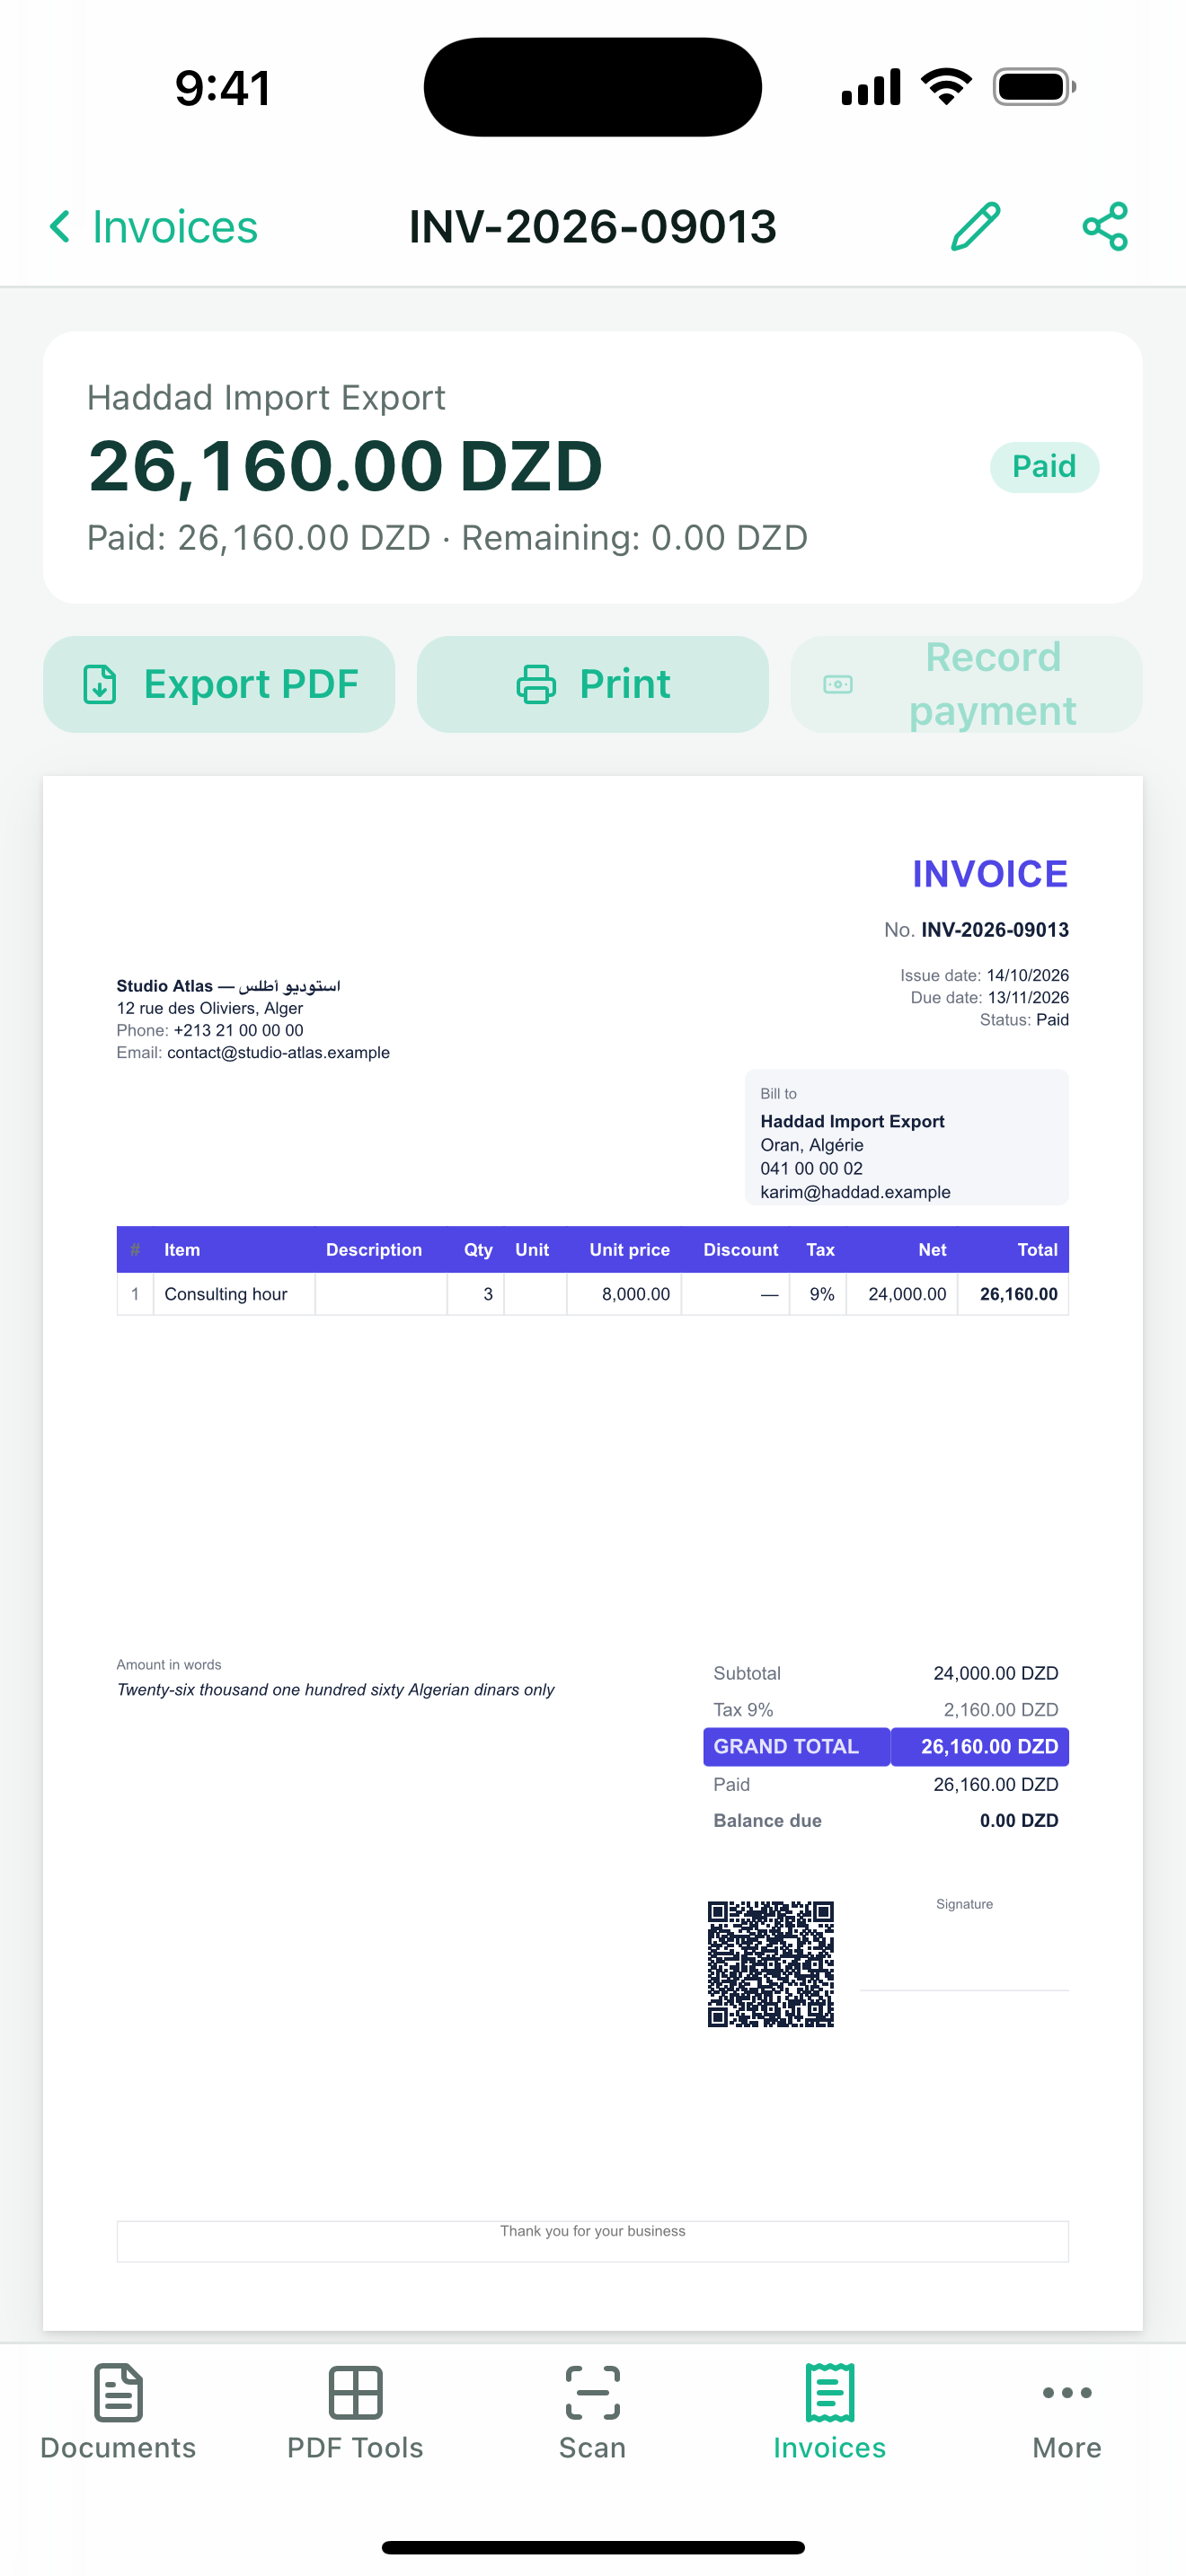 9:41
Invoices
INV-2026-09013
Haddad Import Export
26,160.00 DZD
Paid
Paid: 26,160.00 DZD · Remaining: 0.00 DZD
Export PDF
Print
Record
payment
INVOICE
No. INV-2026-09013
Issue date: 14/10/2026
Due date: 13/11/2026
Status: Paid
Studio Atlas — استوديو أطلس
12 rue des Oliviers, Alger
Phone: +213 21 00 00 00
Email: contact@studio-atlas.example
Bill to
Haddad Import Export
Oran, Algérie
041 00 00 02
karim@haddad.example
# Item Description Qty Unit Unit price Discount Tax Net Total
1 Consulting hour 3 8,000.00 — 9% 24,000.00 26,160.00
Amount in words
Twenty-six thousand one hundred sixty Algerian dinars only
Subtotal 24,000.00 DZD
Tax 9% 2,160.00 DZD
GRAND TOTAL 26,160.00 DZD
Paid 26,160.00 DZD
Balance due 0.00 DZD
Signature
Thank you for your business
Documents
PDF Tools
Scan
Invoices
More